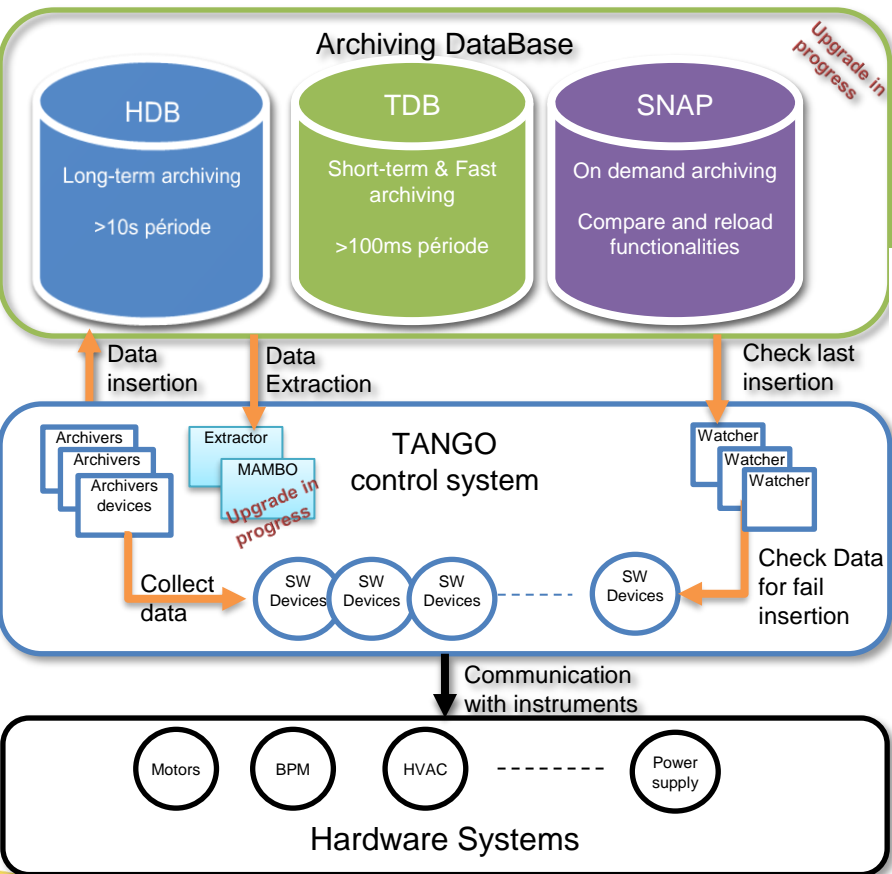 Archiving DataBase
Upgrade in
progress
HDB
Long-term archiving
>10s période
TDB
Short-term & Fast
archiving
>100ms période
SNAP
On demand archiving
Compare and reload
functionalities
Data
insertion
Data
Extraction
Check last
insertion
Archivers
Archivers
Archivers
devices
Extractor
MAMBO
Upgrade in
progress
TANGO
control system
Watcher
Watcher
Watcher
Collect
data
SW
Devices
SW
Devices
SW
Devices
SW
Devices
Check Data
for fail
insertion
Communication
with instruments
Motors
BPM
HVAC
Power
supply
Hardware Systems